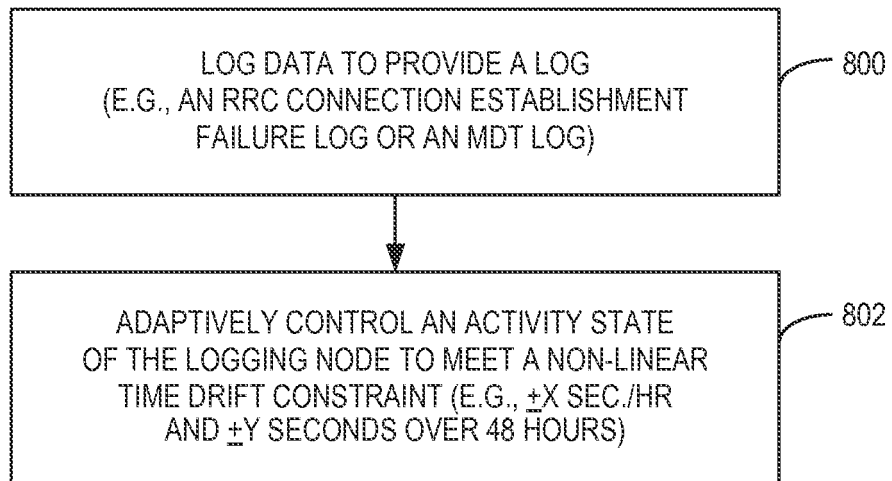 LOG DATA TO PROVIDE A LOG
(E.G., AN RRC CONNECTION ESTABLISHMENT
FAILURE LOG OR AN MDT LOG)
800
ADAPTIVELY CONTROL AN ACTIVITY STATE
OF THE LOGGING NODE TO MEET A NON-LINEAR
TIME DRIFT CONSTRAINT (E.G., ±X SEC./HR
AND ±Y SECONDS OVER 48 HOURS)
802